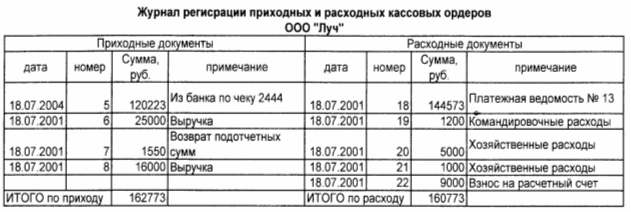 Журнал регисрации приходных и расходных кассовых ордеров
ООО "Луч"
Приходные документы Расходные документы
дата номер Сумма, руб. примечание дата номер Сумма, руб. примечание
18.07.2004 5 120223 Из банка по чеку 2444 18.07.2001 18 144573 Платежная ведомость № 13
18.07.2001 6 25000 Выручка 18.07.2001 19 1200 Командировочные расходы
18.07.2001 7 1550 Возврат подотчетных сумм 18.07.2001 20 5000 Хозяйственные расходы
18.07.2001 8 16000 Выручка 18.07.2001 21 1000 Хозяйственные расходы
18.07.2001 22 9000 Взнос на расчетный счет
ИТОГО по приходу 162773 ИТОГО по расходу 160773